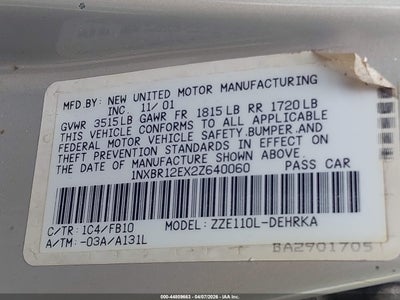 MFD.BY: NEW UNITED MOTOR MANUFACTURING
INC 11/01
GVWR 3515LB GAWR FR 1815LB RR 1720LB
THIS VEHICLE CONFORMS TO ALL APPLICABLE
FEDERAL MOTOR VEHICLE SAFETY, BUMPER, AND
THEFT PREVENTION STANDARDS IN EFFECT ON
THE DATE OF MANUFACTURE SHOWN ABOVE.
1NXBR12EX2Z640060 PASS CAR
C/TR: 1C4/FB10 MODEL: ZZE110L-DEHRKA
A/TM: -03A/A131L
BA2901705
000-44809663 - 04/07/2026 - IAA, Inc.